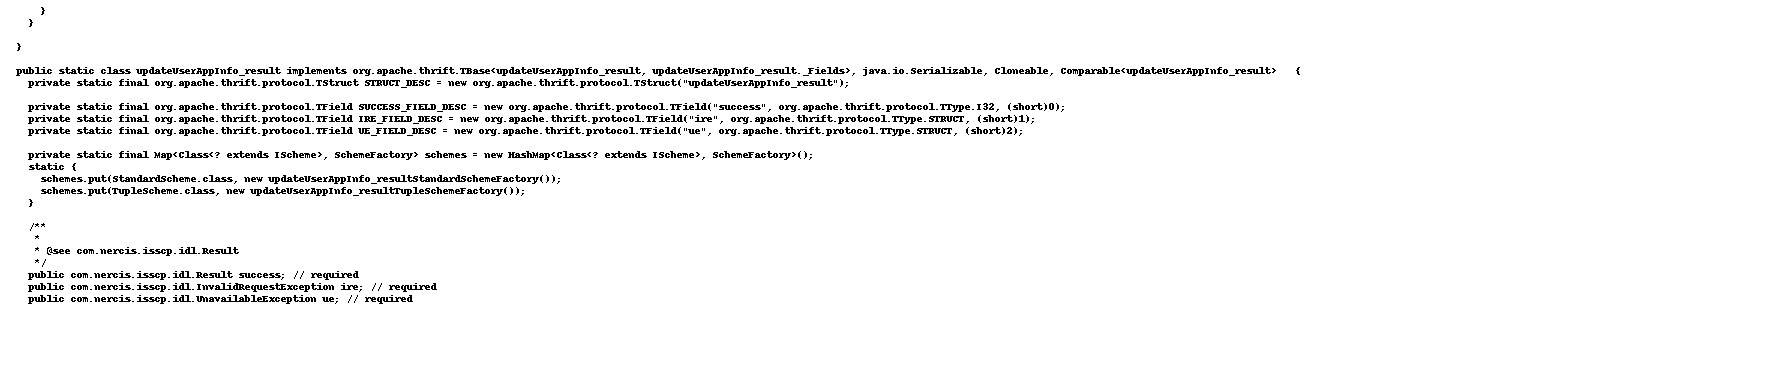 }
  }

}

public static class updateUserAppInfo_result implements org.apache.thrift.TBase<updateUserAppInfo_result, updateUserAppInfo_result._Fields>, java.io.Serializable, Cloneable, Comparable<updateUserAppInfo_result>   {
  private static final org.apache.thrift.protocol.TStruct STRUCT_DESC = new org.apache.thrift.protocol.TStruct("updateUserAppInfo_result");

  private static final org.apache.thrift.protocol.TField SUCCESS_FIELD_DESC = new org.apache.thrift.protocol.TField("success", org.apache.thrift.protocol.TType.I32, (short)0);
  private static final org.apache.thrift.protocol.TField IRE_FIELD_DESC = new org.apache.thrift.protocol.TField("ire", org.apache.thrift.protocol.TType.STRUCT, (short)1);
  private static final org.apache.thrift.protocol.TField UE_FIELD_DESC = new org.apache.thrift.protocol.TField("ue", org.apache.thrift.protocol.TType.STRUCT, (short)2);

  private static final Map<Class<? extends IScheme>, SchemeFactory> schemes = new HashMap<Class<? extends IScheme>, SchemeFactory>();
  static {
    schemes.put(StandardScheme.class, new updateUserAppInfo_resultStandardSchemeFactory());
    schemes.put(TupleScheme.class, new updateUserAppInfo_resultTupleSchemeFactory());
  }

  /**
   *
   * @see com.nercis.isscp.idl.Result
   */
  public com.nercis.isscp.idl.Result success; // required
  public com.nercis.isscp.idl.InvalidRequestException ire; // required
  public com.nercis.isscp.idl.UnavailableException ue; // required